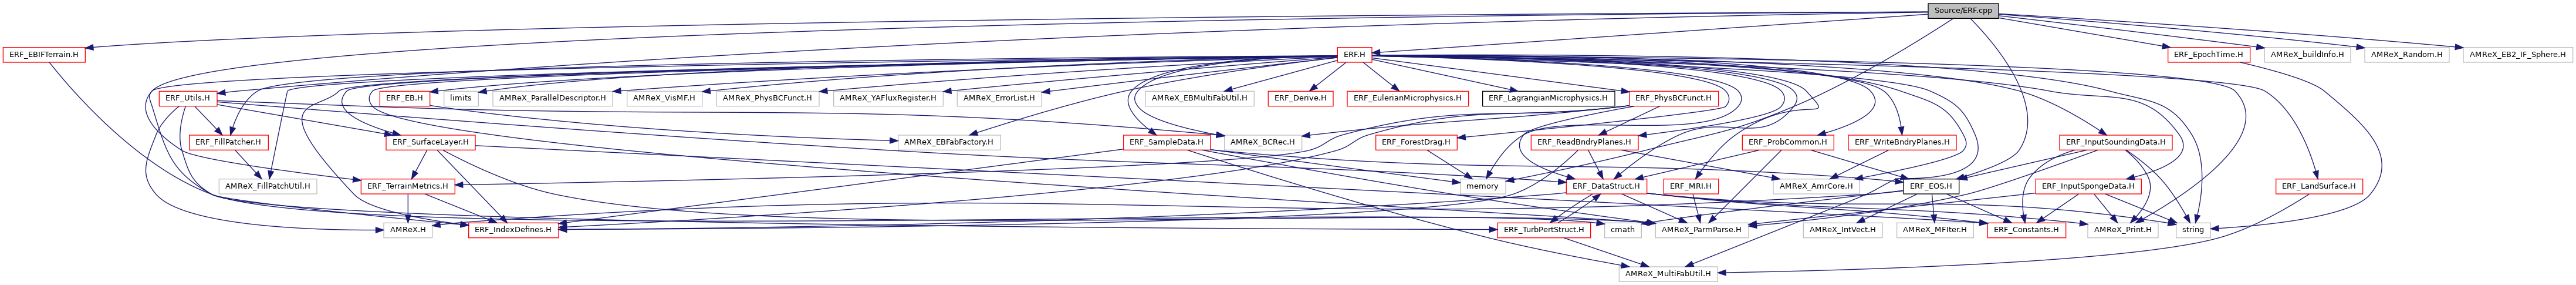 Source/ERF.cpp
ERF_EBIFTerrain.H
ERF.H
ERF_EpochTime.H
AMReX_buildInfo.H
AMReX_Random.H
AMReX_EB2_IF_Sphere.H
ERF_Utils.H
ERF_EB.H
limits
AMReX_ParallelDescriptor.H
AMReX_VisMF.H
AMReX_PhysBCFunct.H
AMReX_YAFluxRegister.H
AMReX_ErrorList.H
AMReX_EBMultiFabUtil.H
ERF_Derive.H
ERF_EulerianMicrophysics.H
ERF_LagrangianMicrophysics.H
ERF_PhysBCFunct.H
ERF_FillPatcher.H
ERF_SurfaceLayer.H
AMReX_EBFabFactory.H
ERF_SampleData.H
AMReX_BCRec.H
ERF_ForestDrag.H
ERF_ReadBndryPlanes.H
ERF_ProbCommon.H
ERF_WriteBndryPlanes.H
ERF_InputSoundingData.H
AMReX_FillPatchUtil.H
ERF_TerrainMetrics.H
memory
ERF_DataStruct.H
ERF_MRI.H
AMReX_AmrCore.H
ERF_EOS.H
ERF_InputSpongeData.H
ERF_LandSurface.H
AMReX.H
ERF_IndexDefines.H
ERF_TurbPertStruct.H
cmath
AMReX_ParmParse.H
AMReX_IntVect.H
AMReX_MFIter.H
ERF_Constants.H
AMReX_Print.H
string
AMReX_MultiFabUtil.H